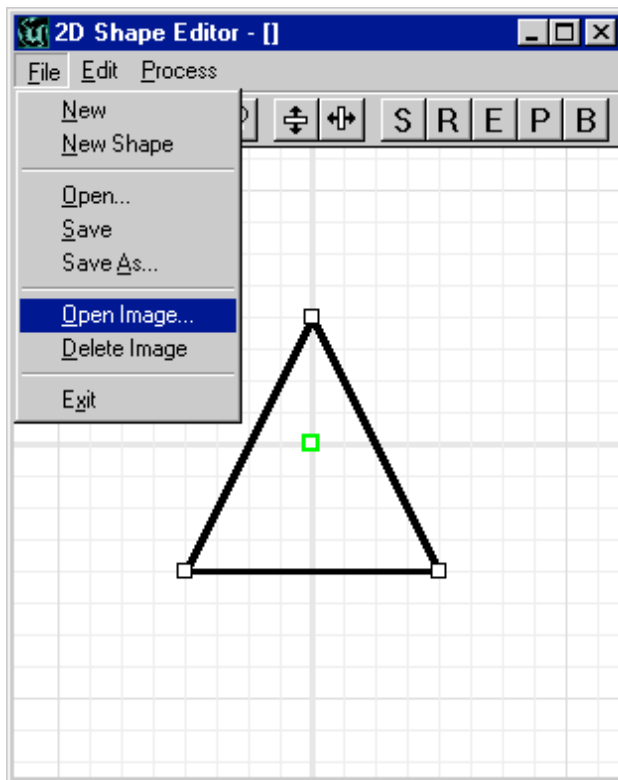 2D Shape Editor - []
File Edit Process
S R E P B
New
New Shape
Open...
Save
Save As...
Open Image...
Delete Image
Exit